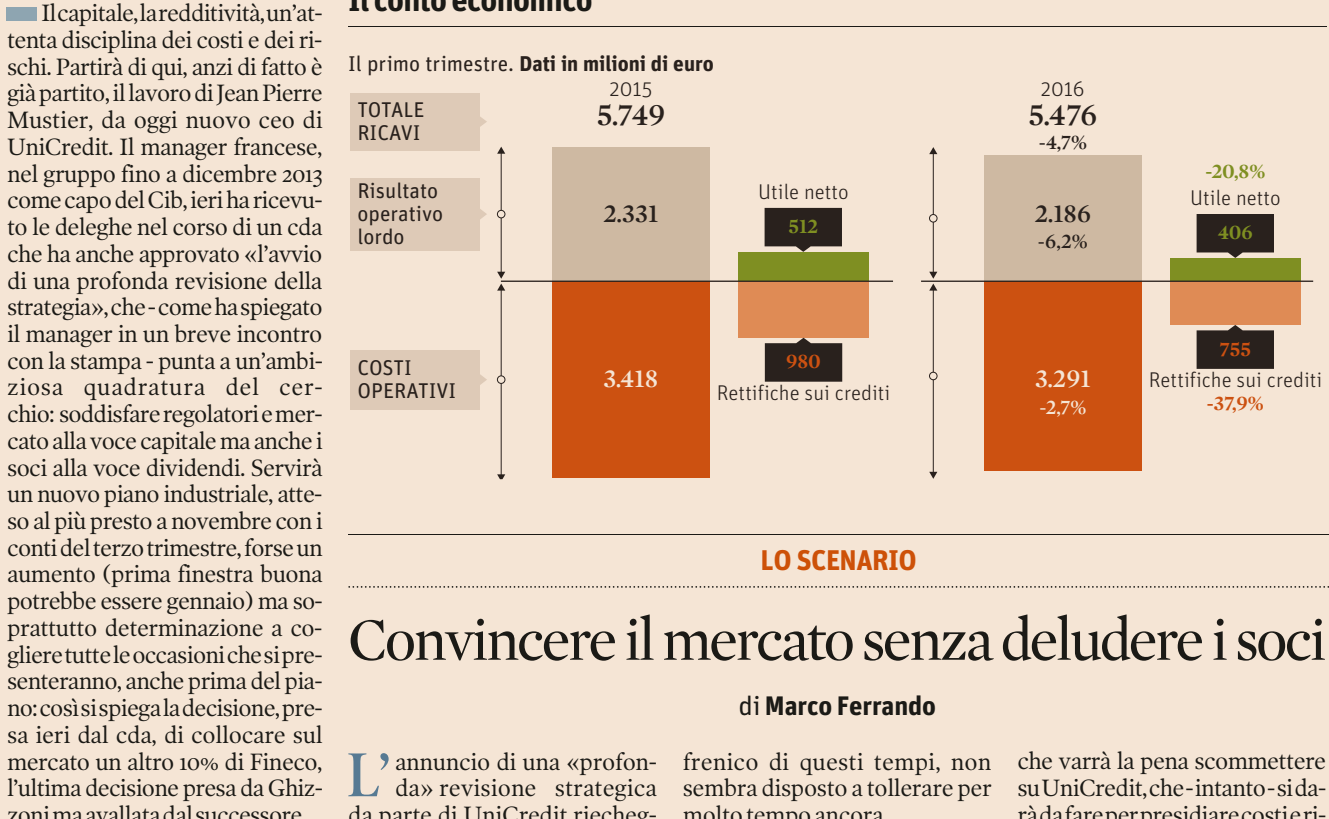 Il capitale, la redditività, un'at-
tenta disciplina dei costi e dei ri-
schi. Partirà di qui, anzi di fatto è
già partito, il lavoro di Jean Pierre
Mustier, da oggi nuovo ceo di
UniCredit. Il manager francese,
nel gruppo fino a dicembre 2013
come capo del Cib, ieri ha ricevu-
to le deleghe nel corso di un cda
che ha anche approvato «l'avvio
di una profonda revisione della
strategia», che - come ha spiegato
il manager in un breve incontro
con la stampa - punta a un'ambi-
ziosa quadratura del cer-
chio: soddisfare regolatori e mer-
cato alla voce capitale ma anche i
soci alla voce dividendi. Servirà
un nuovo piano industriale, atte-
so al più presto a novembre con i
conti del terzo trimestre, forse un
aumento (prima finestra buona
potrebbe essere gennaio) ma so-
prattutto determinazione a co-
gliere tutte le occasioni che si pre-
senteranno, anche prima del pia-
no: così si spiega la decisione, pre-
sa ieri dal cda, di collocare sul
mercato un altro 10% di Fineco,
l'ultima decisione presa da Ghiz-
zoni ma avallata dal successore.
Il conto economico
Il primo trimestre. Dati in milioni di euro
TOTALE
RICAVI
Risultato
operativo
lordo
COSTI
OPERATIVI
2015
5.749
2.331
3.418
Utile netto
512
980
Rettifiche sui crediti
2016
5.476
-4,7%
2.186
-6,2%
3.291
-2,7%
-20,8%
Utile netto
406
755
Rettifiche sui crediti
-37,9%
LO SCENARIO
Convincere il mercato senza deludere i soci
di Marco Ferrando
L'annuncio di una «profon-
da» revisione strategica
da parte di UniCredit riecheg-
frenico di questi tempi, non
sembra disposto a tollerare per
molto tempo ancora
che varrà la pena scommettere
su UniCredit, che - intanto - si da-
rà da fare per presidiare costi e ri-